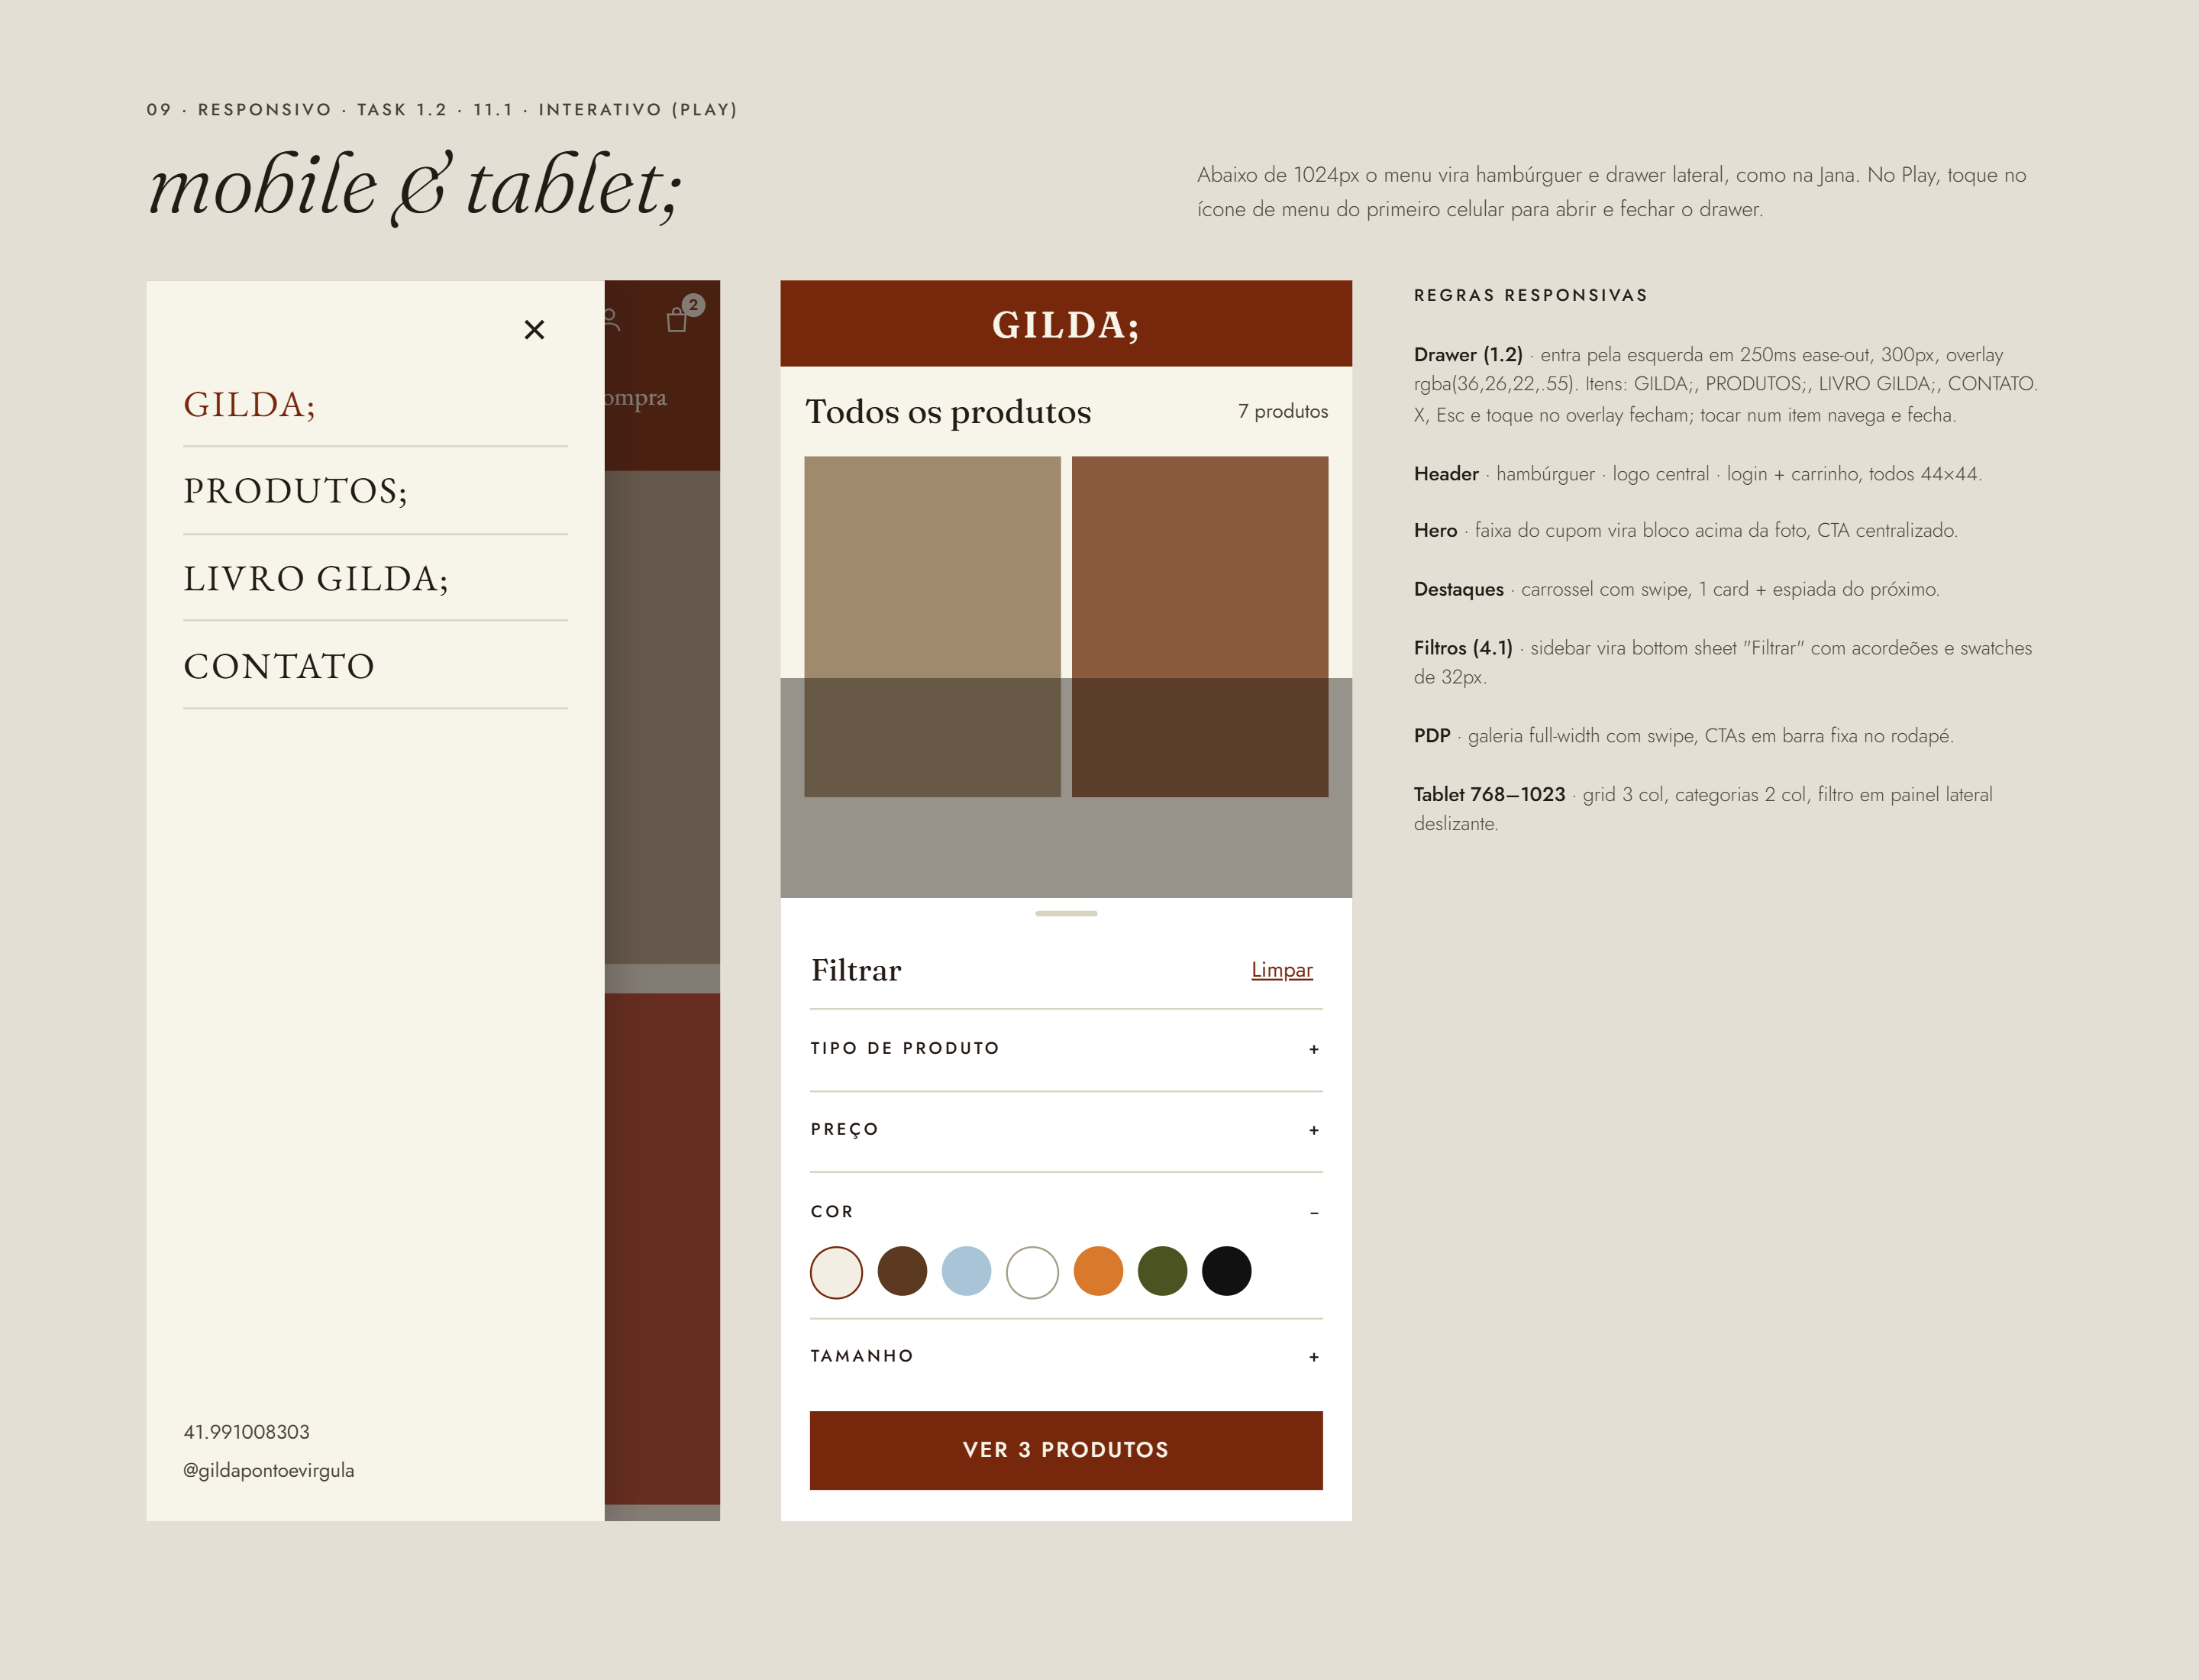 09 · RESPONSIVO · TASK 1.2 · 11.1 · INTERATIVO (PLAY)
mobile & tablet;
Abaixo de 1024px o menu vira hambúrguer e drawer lateral, como na Jana. No Play, toque no
ícone de menu do primeiro celular para abrir e fechar o drawer.
2
ompra
GILDA;
PRODUTOS;
LIVRO GILDA;
CONTATO
41.991008303
@gildapontoevirgula
GILDA;
Todos os produtos
7 produtos
Filtrar
Limpar
TIPO DE PRODUTO +
PREÇO +
COR –
TAMANHO +
VER 3 PRODUTOS
REGRAS RESPONSIVAS
Drawer (1.2) · entra pela esquerda em 250ms ease-out, 300px, overlay
rgba(36,26,22,.55). Itens: GILDA;, PRODUTOS;, LIVRO GILDA;, CONTATO.
X, Esc e toque no overlay fecham; tocar num item navega e fecha.
Header · hambúrguer · logo central · login + carrinho, todos 44×44.
Hero · faixa do cupom vira bloco acima da foto, CTA centralizado.
Destaques · carrossel com swipe, 1 card + espiada do próximo.
Filtros (4.1) · sidebar vira bottom sheet "Filtrar" com acordeões e swatches
de 32px.
PDP · galeria full-width com swipe, CTAs em barra fixa no rodapé.
Tablet 768–1023 · grid 3 col, categorias 2 col, filtro em painel lateral
deslizante.